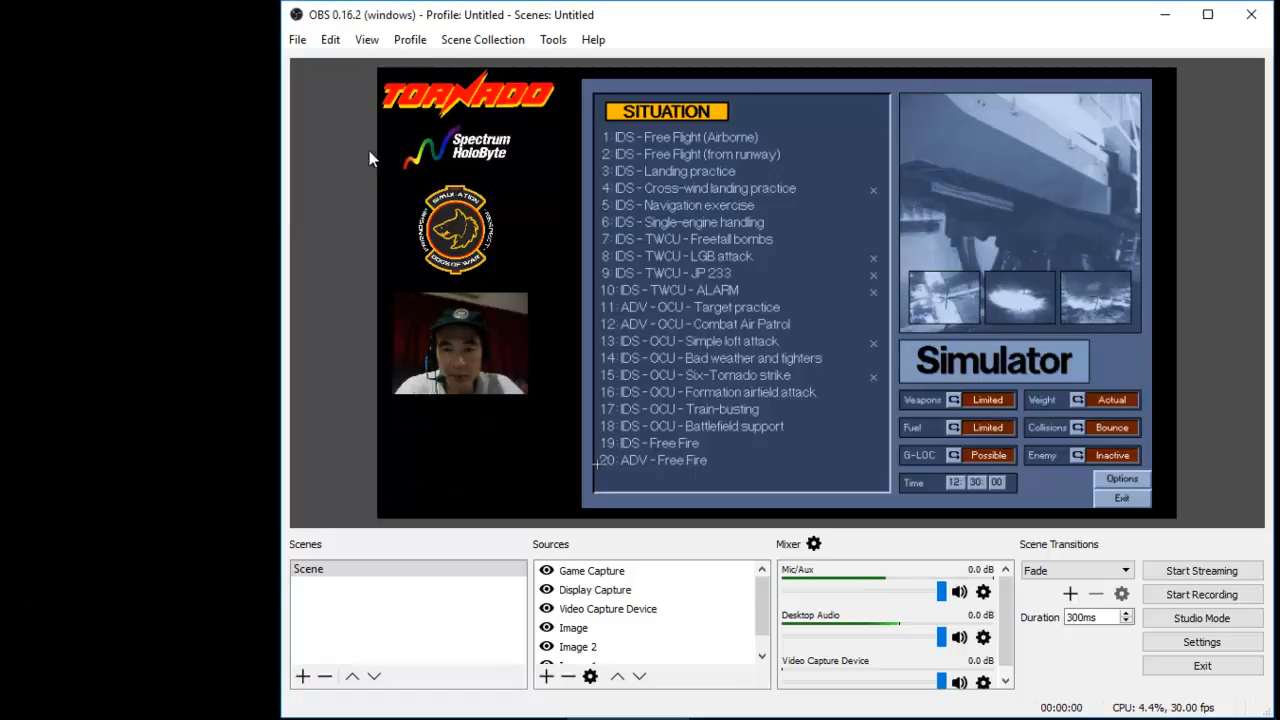 OBS 0.16.2 (windows) - Profile: Untitled - Scenes: Untitled
File Edit View Profile Scene Collection Tools Help
TORNADO
Spectrum
HoloByte
SIMULATION
DOGS OF WAR
SITUATION
1: IDS - Free Flight (Airborne)
2: IDS - Free Flight (from runway)
3: IDS - Landing practice
4: IDS - Cross-wind landing practice ×
5: IDS - Navigation exercise
6: IDS - Single-engine handling
7: IDS - TWCU - Freefall bombs
8: IDS - TWCU - LGB attack ×
9: IDS - TWCU - JP 233 ×
10: IDS - TWCU - ALARM ×
11: ADV - OCU - Target practice
12: ADV - OCU - Combat Air Patrol
13: IDS - OCU - Simple loft attack ×
14: IDS - OCU - Bad weather and fighters
15: IDS - OCU - Six-Tornado strike ×
16: IDS - OCU - Formation airfield attack
17: IDS - OCU - Train-busting
18: IDS - OCU - Battlefield support
19: IDS - Free Fire
20: ADV - Free Fire
Simulator
Weapons Limited Weight Actual
Fuel Limited Collisions Bounce
G-LOC Possible Enemy Inactive
Time 12: 30: 00
Options
Exit
Scenes
Scene
Sources
Game Capture
Display Capture
Video Capture Device
Image
Image 2
Mixer
Mic/Aux 0.0 dB
Desktop Audio 0.0 dB
Video Capture Device 0.0 dB
Scene Transitions
Fade
Duration 300ms
Start Streaming
Start Recording
Studio Mode
Settings
Exit
00:00:00 CPU: 4.4%, 30.00 fps